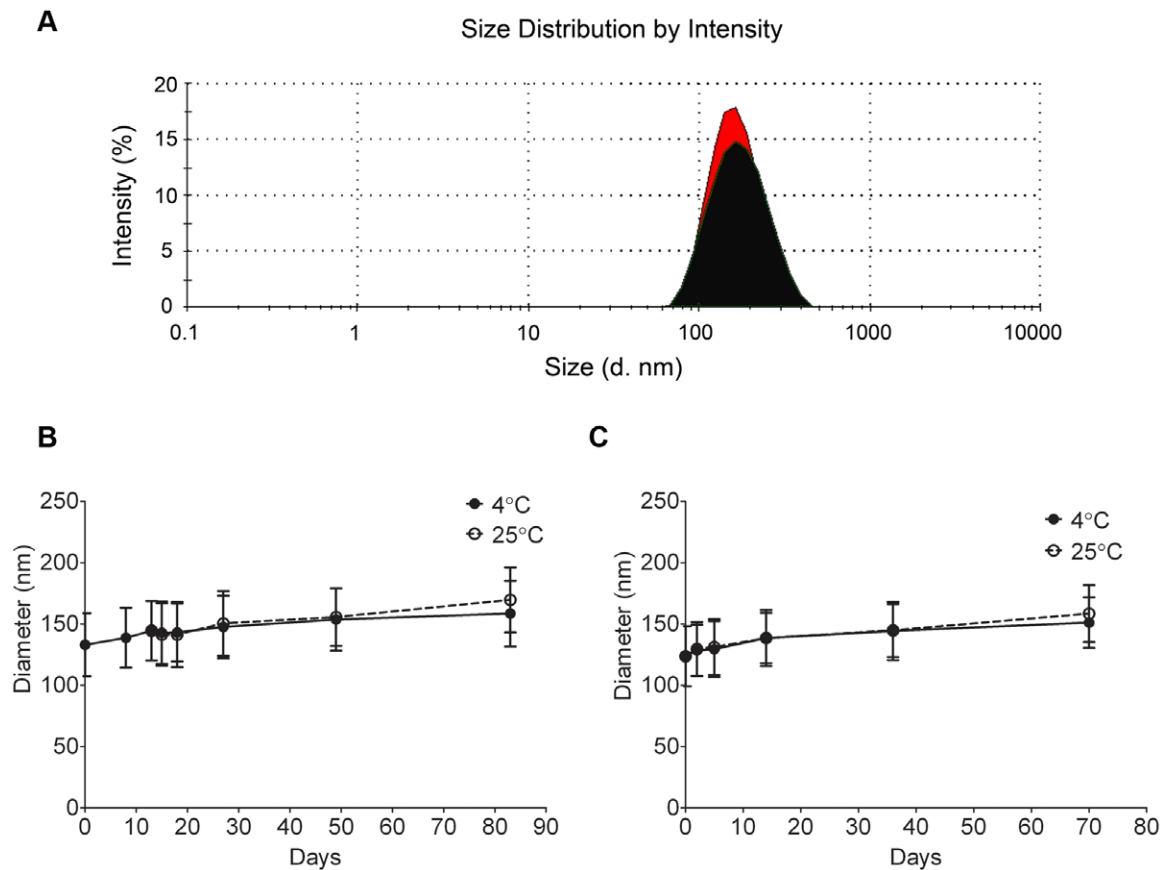 A
Size Distribution by Intensity
20
15
10
5
0
Intensity (%)
0.1 1 10 100 1000 10000
Size (d. nm)
B
250
200
150
100
50
0
Diameter (nm)
4°C
25°C
0 10 20 30 40 50 60 70 80 90
Days
C
250
200
150
100
50
0
Diameter (nm)
4°C
25°C
0 10 20 30 40 50 60 70 80
Days